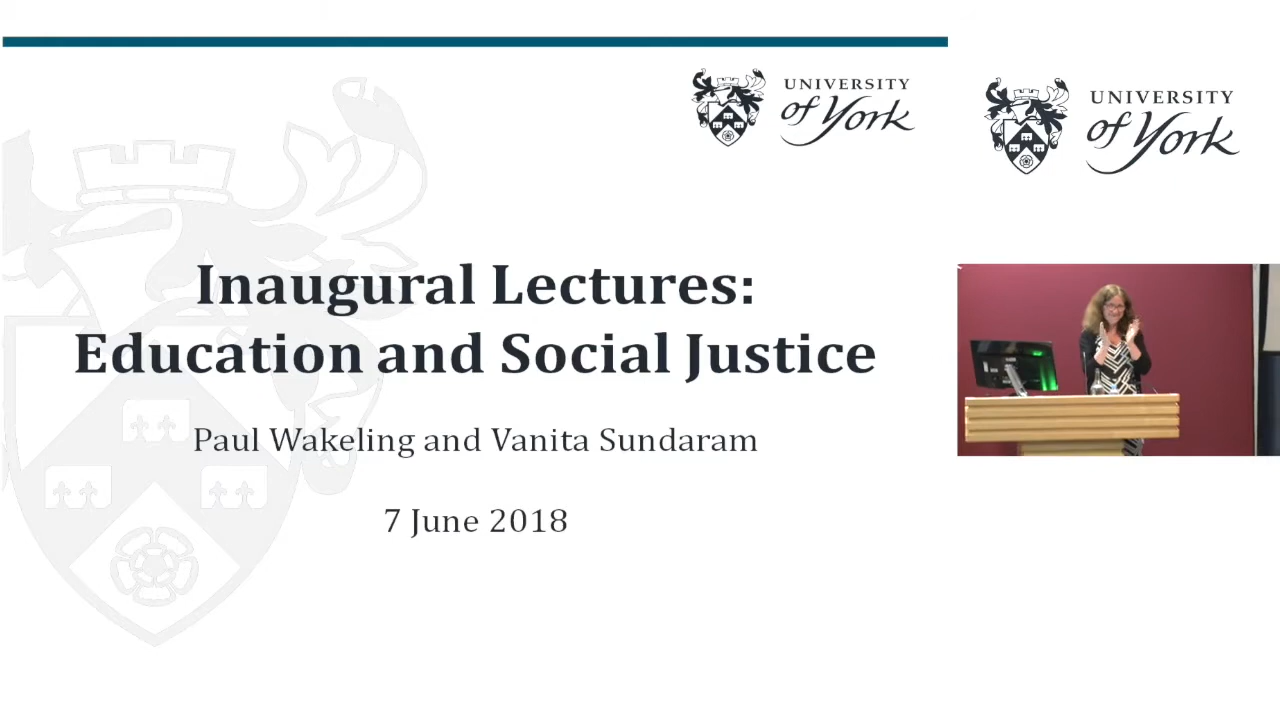 UNIVERSITY
of York
UNIVERSITY
of York
Inaugural Lectures:
Education and Social Justice
Paul Wakeling and Vanita Sundaram
7 June 2018